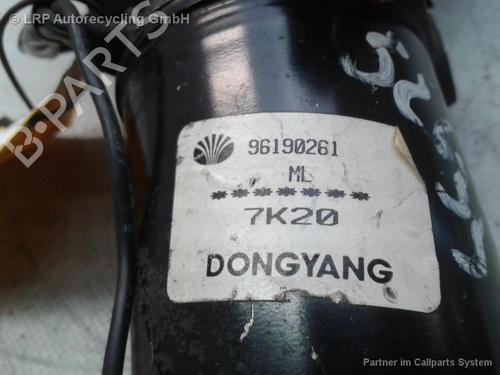 © LRP Autorecycling GmbH
B-PARTS
96190261
ML
*******
7K20
DONGYANG
Partner im Callparts System